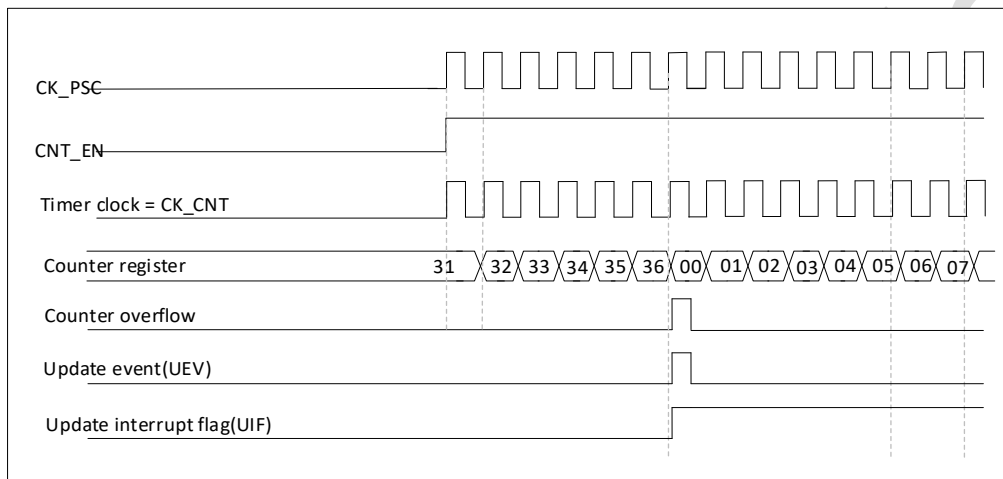 CK_PSC
CNT_EN
Timer clock = CK_CNT
Counter register 31 32 33 34 35 36 00 01 02 03 04 05 06 07
Counter overflow
Update event(UEV)
Update interrupt flag(UIF)